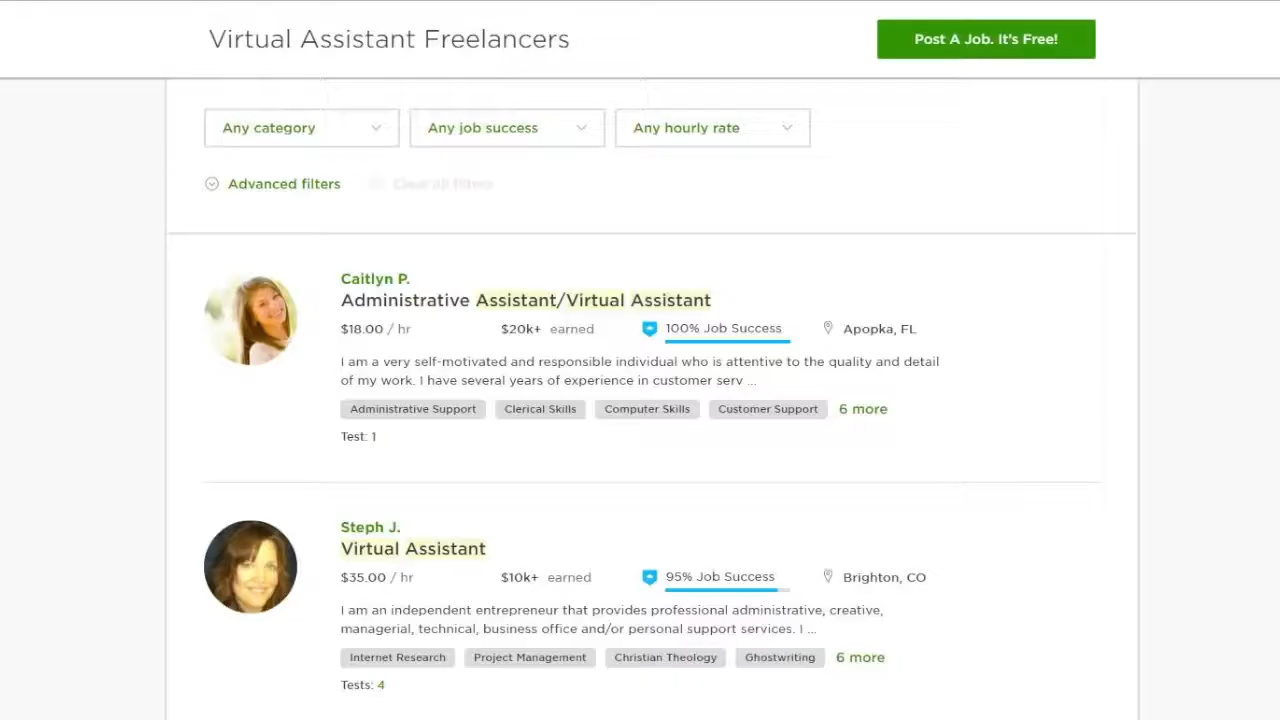 Virtual Assistant Freelancers
Post A Job. It's Free!
Any category
Any job success
Any hourly rate
Advanced filters
Clear all filters
Caitlyn P.
Administrative Assistant/Virtual Assistant
$18.00 / hr $20k+ earned 100% Job Success Apopka, FL
I am a very self-motivated and responsible individual who is attentive to the quality and detail
of my work. I have several years of experience in customer serv ...
Administrative Support Clerical Skills Computer Skills Customer Support 6 more
Test: 1
Steph J.
Virtual Assistant
$35.00 / hr $10k+ earned 95% Job Success Brighton, CO
I am an independent entrepreneur that provides professional administrative, creative,
managerial, technical, business office and/or personal support services. I ...
Internet Research Project Management Christian Theology Ghostwriting 6 more
Tests: 4